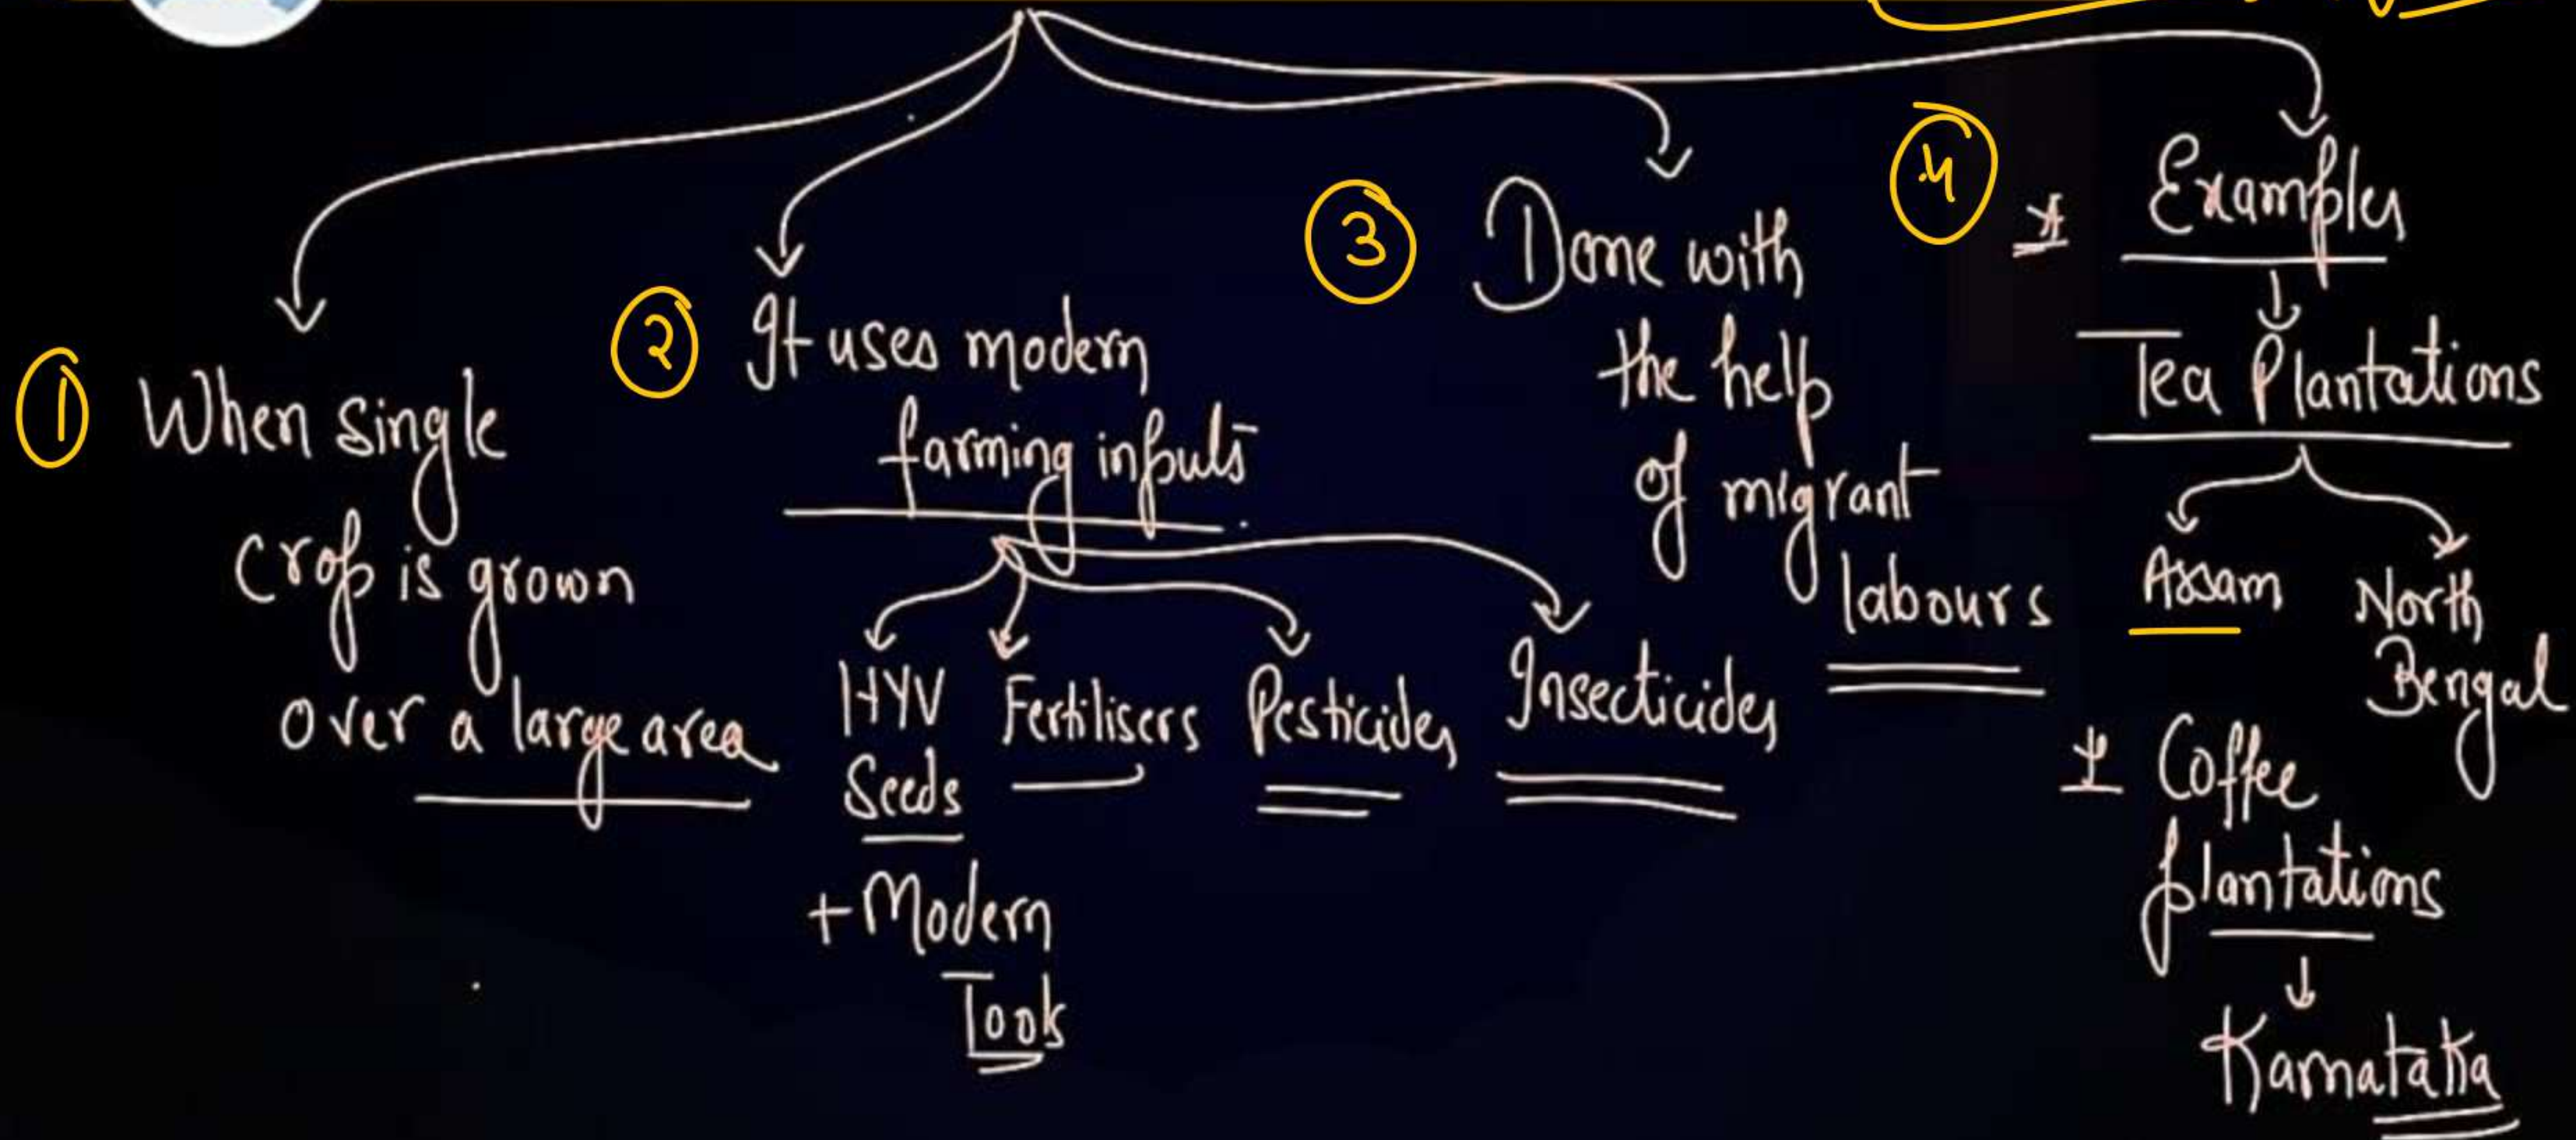 ① When single
crop is grown
over a large area
② It uses modern
farming inputs
HYV
Seeds
+ Modern
Tools
Fertilisers
Pesticides
Insecticides
③ Done with
the help
of migrant
labours
④ * Examples
Tea Plantations
Assam
North
Bengal
* Coffee
plantations
Karnataka